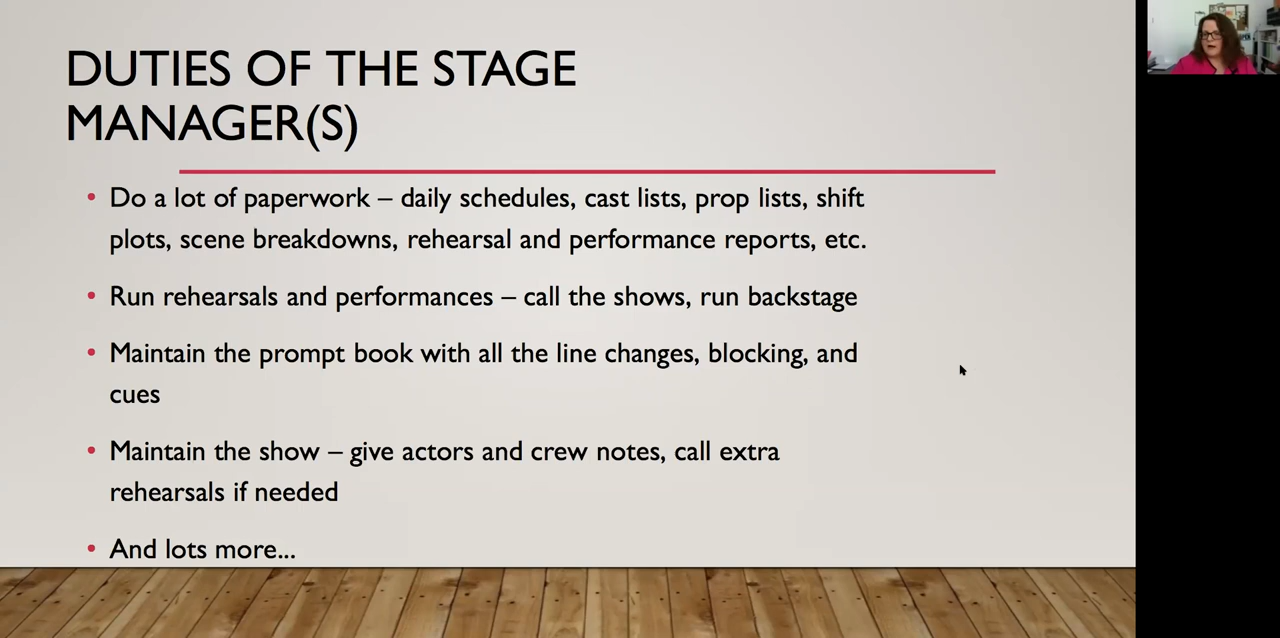 DUTIES OF THE STAGE
MANAGER(S)
• Do a lot of paperwork – daily schedules, cast lists, prop lists, shift
plots, scene breakdowns, rehearsal and performance reports, etc.
• Run rehearsals and performances – call the shows, run backstage
• Maintain the prompt book with all the line changes, blocking, and
cues
• Maintain the show – give actors and crew notes, call extra
rehearsals if needed
• And lots more...